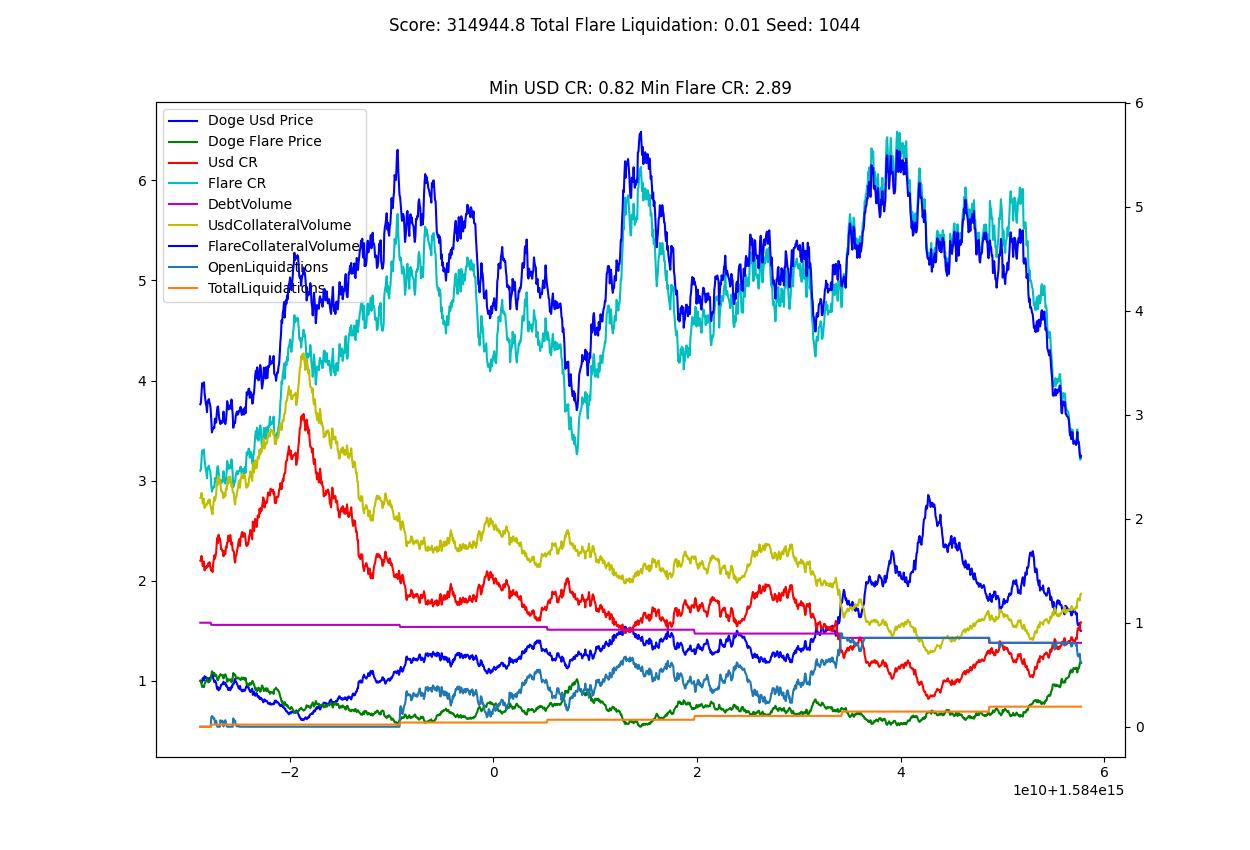 Score: 314944.8 Total Flare Liquidation: 0.01 Seed: 1044
Min USD CR: 0.82 Min Flare CR: 2.89
Doge Usd Price
Doge Flare Price
Usd CR
Flare CR
DebtVolume
UsdCollateralVolume
FlareCollateralVolume
OpenLiquidations
TotalLiquidations
6
5
4
3
2
1
6
5
4
3
2
1
0
−2
0
2
4
6
1e10+1.584e15